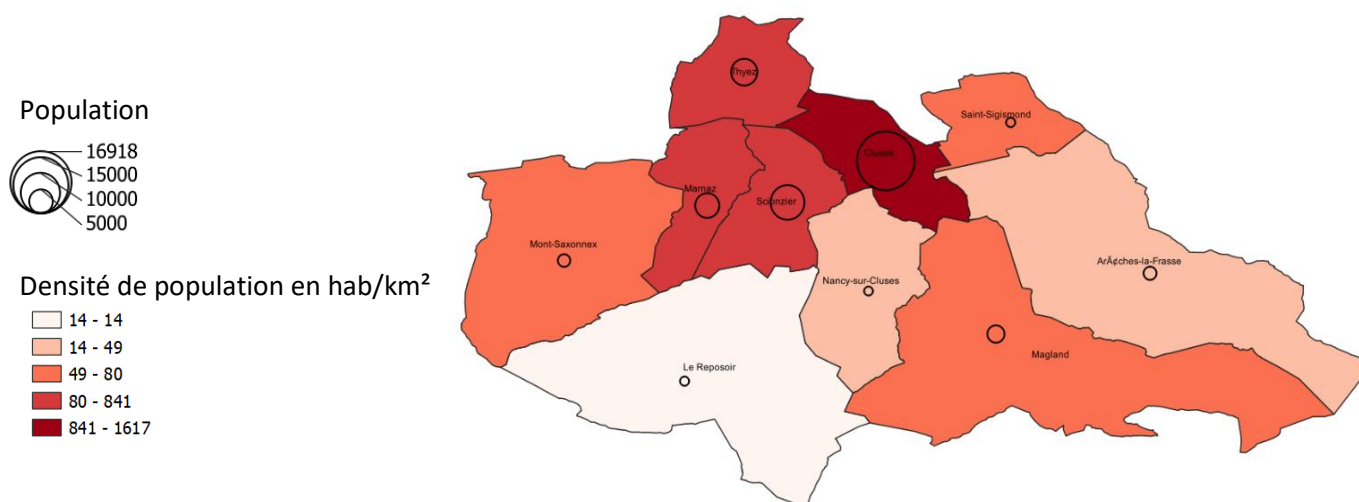 Population
16918
15000
10000
5000
Densité de population en hab/km²
14 - 14
14 - 49
49 - 80
80 - 841
841 - 1617
Thyez
Saint-Sigismond
Cluses
Marnaz
Scionzier
Mont-Saxonnex
ArÃ¢ches-la-Frasse
Nancy-sur-Cluses
Magland
Le Reposoir